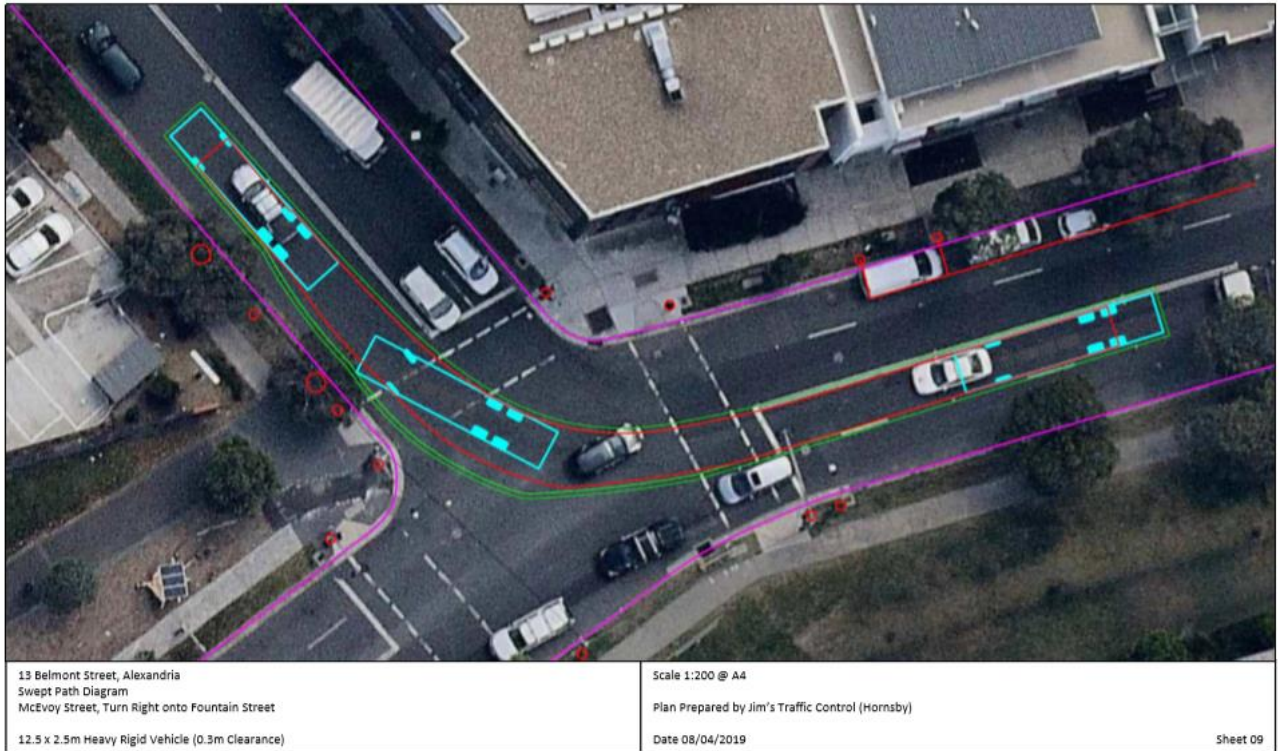 13 Belmont Street, Alexandria
Swept Path Diagram
McEvoy Street, Turn Right onto Fountain Street
12.5 x 2.5m Heavy Rigid Vehicle (0.3m Clearance)
Scale 1:200 @ A4
Plan Prepared by Jim's Traffic Control (Hornsby)
Date 08/04/2019
Sheet 09